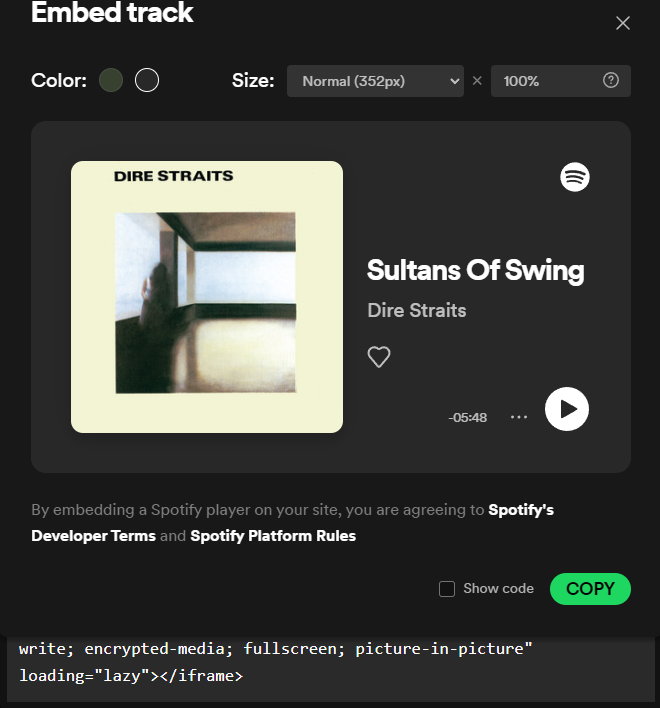 Embed track
Color:
Size:
Normal (352px)
×
100%
DIRE STRAITS
Sultans Of Swing
Dire Straits
-05:48
By embedding a Spotify player on your site, you are agreeing to Spotify's
Developer Terms and Spotify Platform Rules
Show code
COPY
write; encrypted-media; fullscreen; picture-in-picture"
loading="lazy"></iframe>